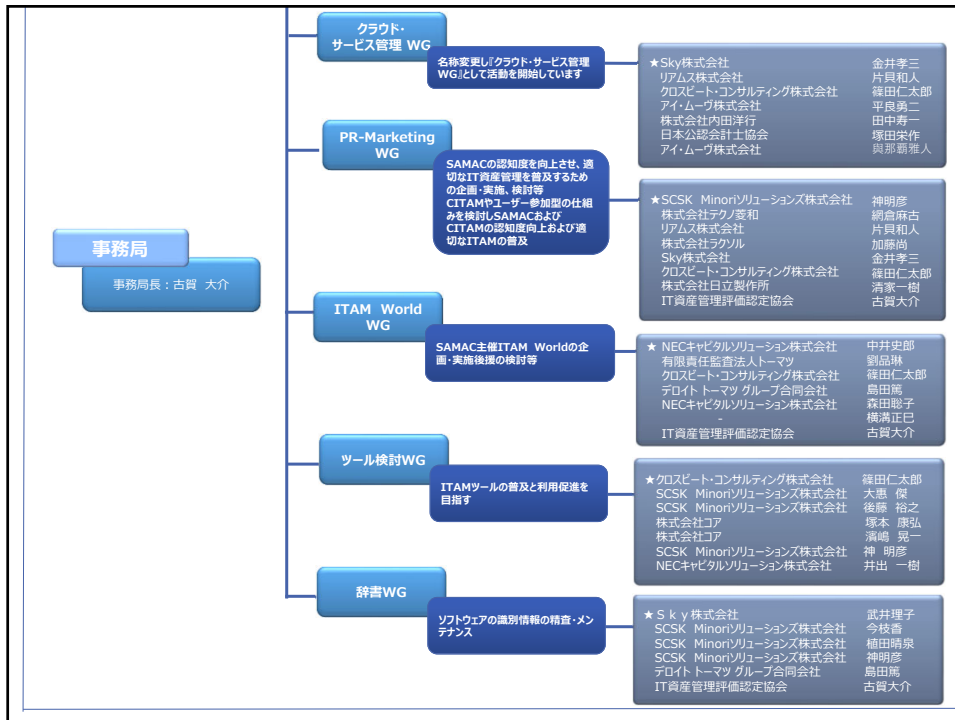 クラウド・
サービス管理 WG
名称変更し『クラウド・サービス管理
WG』として活動を開始しています
★Sky株式会社 金井孝三
リアムス株式会社 片貝和人
クロスビート・コンサルティング株式会社 篠田仁太郎
アイ・ムーヴ株式会社 平良勇二
株式会社内田洋行 田中寿一
日本公認会計士協会 塚田栄作
アイ・ムーヴ株式会社 與那覇雅人
PR-Marketing
WG
SAMACの認知度を向上させ、適
切なIT資産管理を普及するため
の企画・実施、検討等
CITAMやユーザー参加型の仕組
みを検討しSAMACおよび
CITAMの認知度向上および適
切なITAMの普及
★SCSK Minoriソリューションズ株式会社 神明彦
株式会社テクノ菱和 網倉麻古
リアムス株式会社 片貝和人
株式会社ラクソル 加藤尚
Sky株式会社 金井孝三
クロスビート・コンサルティング株式会社 篠田仁太郎
株式会社日立製作所 清家一樹
IT資産管理評価認定協会 古賀大介
事務局
事務局長：古賀 大介
ITAM World
WG
SAMAC主催ITAM Worldの企
画・実施後援の検討等
★ NECキャピタルソリューション株式会社 中井史郎
有限責任監査法人トーマツ 劉品琳
クロスビート・コンサルティング株式会社 篠田仁太郎
デロイト トーマツ グループ合同会社 島田篤
NECキャピタルソリューション株式会社 森田聡子
- 横溝正巳
IT資産管理評価認定協会 古賀大介
ツール検討WG
ITAMツールの普及と利用促進を
目指す
★クロスビート・コンサルティング株式会社 篠田仁太郎
SCSK Minoriソリューションズ株式会社 大恵 傑
SCSK Minoriソリューションズ株式会社 後藤 裕之
株式会社コア 塚本 康弘
株式会社コア 濱嶋 晃一
SCSK Minoriソリューションズ株式会社 神 明彦
NECキャピタルソリューション株式会社 井出 一樹
辞書WG
ソフトウェアの識別情報の精査・メン
テナンス
★Ｓｋｙ株式会社 武井理子
SCSK Minoriソリューションズ株式会社 今枝香
SCSK Minoriソリューションズ株式会社 植田晴泉
SCSK Minoriソリューションズ株式会社 神明彦
デロイト トーマツ グループ合同会社 島田篤
IT資産管理評価認定協会 古賀大介